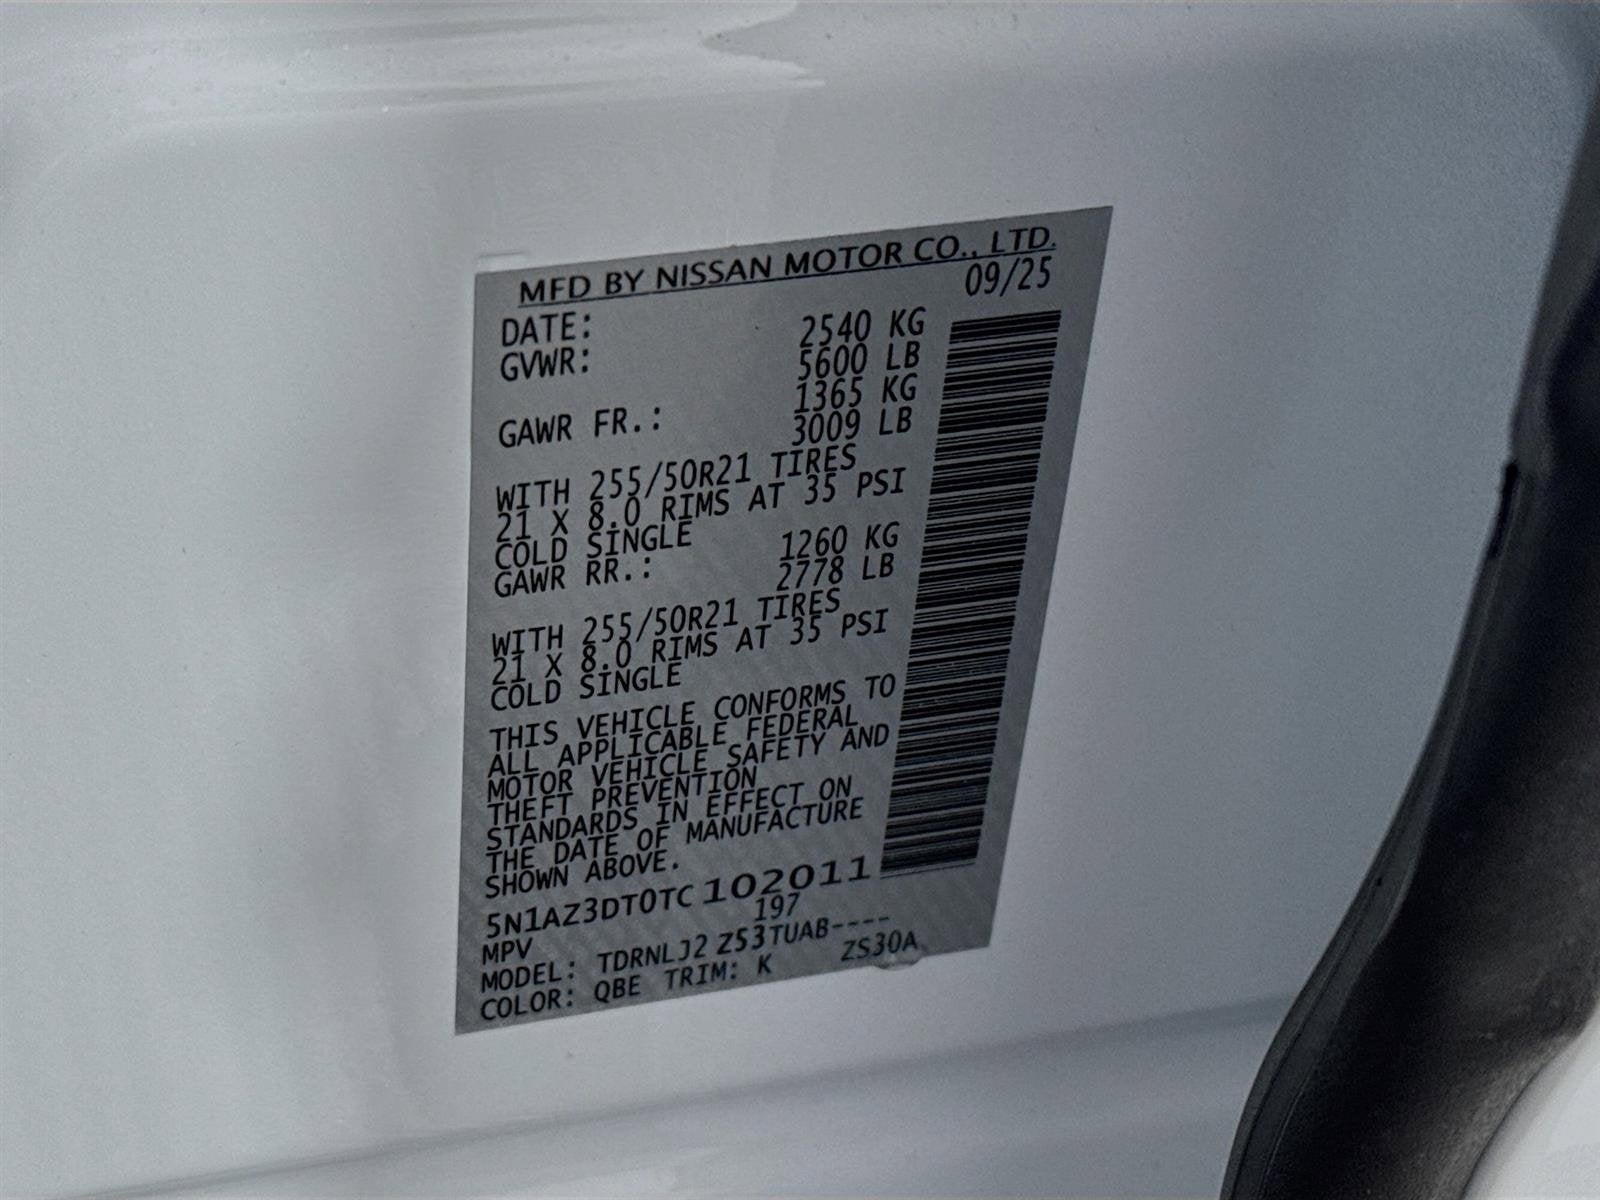 MFD BY NISSAN MOTOR CO., LTD.
DATE: 09/25
GVWR: 2540 KG
5600 LB
GAWR FR.: 1365 KG
3009 LB
WITH 255/50R21 TIRES
21 X 8.0 RIMS AT 35 PSI
COLD SINGLE
GAWR RR.: 1260 KG
2778 LB
WITH 255/50R21 TIRES
21 X 8.0 RIMS AT 35 PSI
COLD SINGLE
THIS VEHICLE CONFORMS TO
ALL APPLICABLE FEDERAL
MOTOR VEHICLE SAFETY AND
THEFT PREVENTION
STANDARDS IN EFFECT ON
THE DATE OF MANUFACTURE
SHOWN ABOVE.
5N1AZ3DT0TC102011
MPV 197
MODEL: TDRNLJ2 Z53TUAB----
COLOR: QBE TRIM: K ZS30A